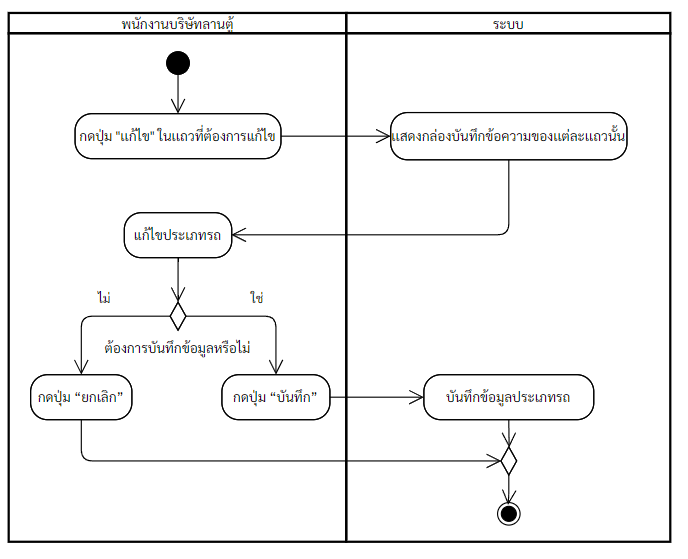 พนักงานบริษัทลานตู้
ระบบ
กดปุ่ม "แก้ไข" ในแถวที่ต้องการแก้ไข
แสดงกล่องบันทึกข้อความของแต่ละแถวนั้น
แก้ไขประเภทรถ
ไม่
ใช่
ต้องการบันทึกข้อมูลหรือไม่
กดปุ่ม “ยกเลิก”
กดปุ่ม “บันทึก”
บันทึกข้อมูลประเภทรถ